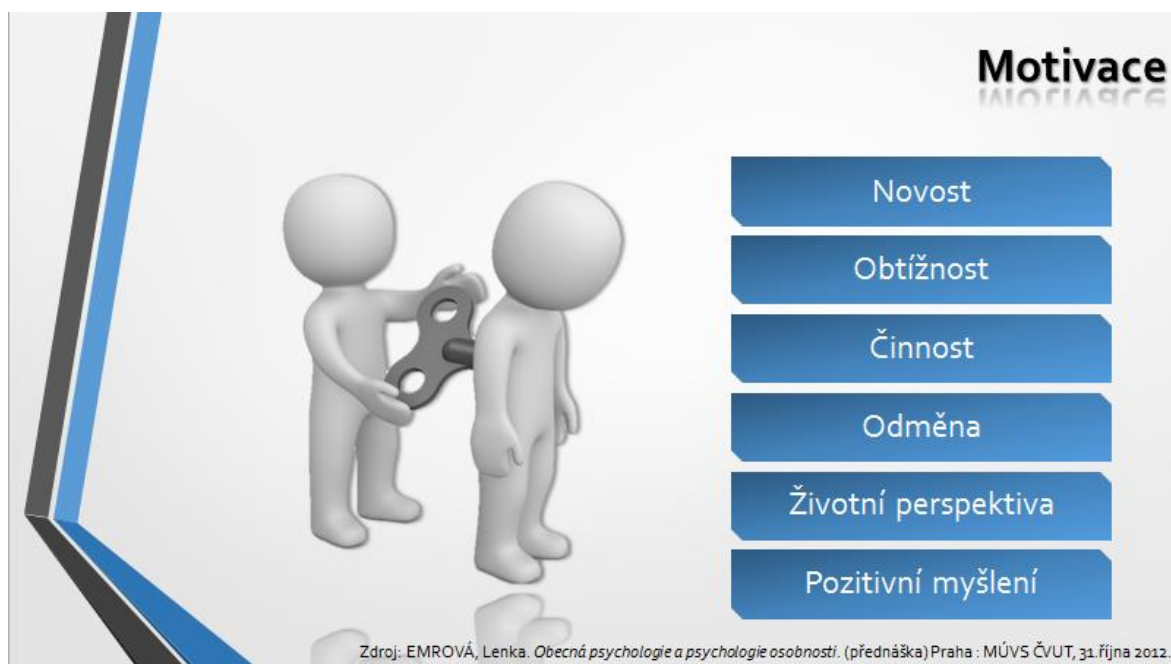 Motivace
Novost
Obtížnost
Činnost
Odměna
Životní perspektiva
Pozitivní myšlení
Zdroj: EMROVÁ, Lenka. Obecná psychologie a psychologie osobnosti. (přednáška) Praha : MÚVS ČVUT, 31.října 2012.